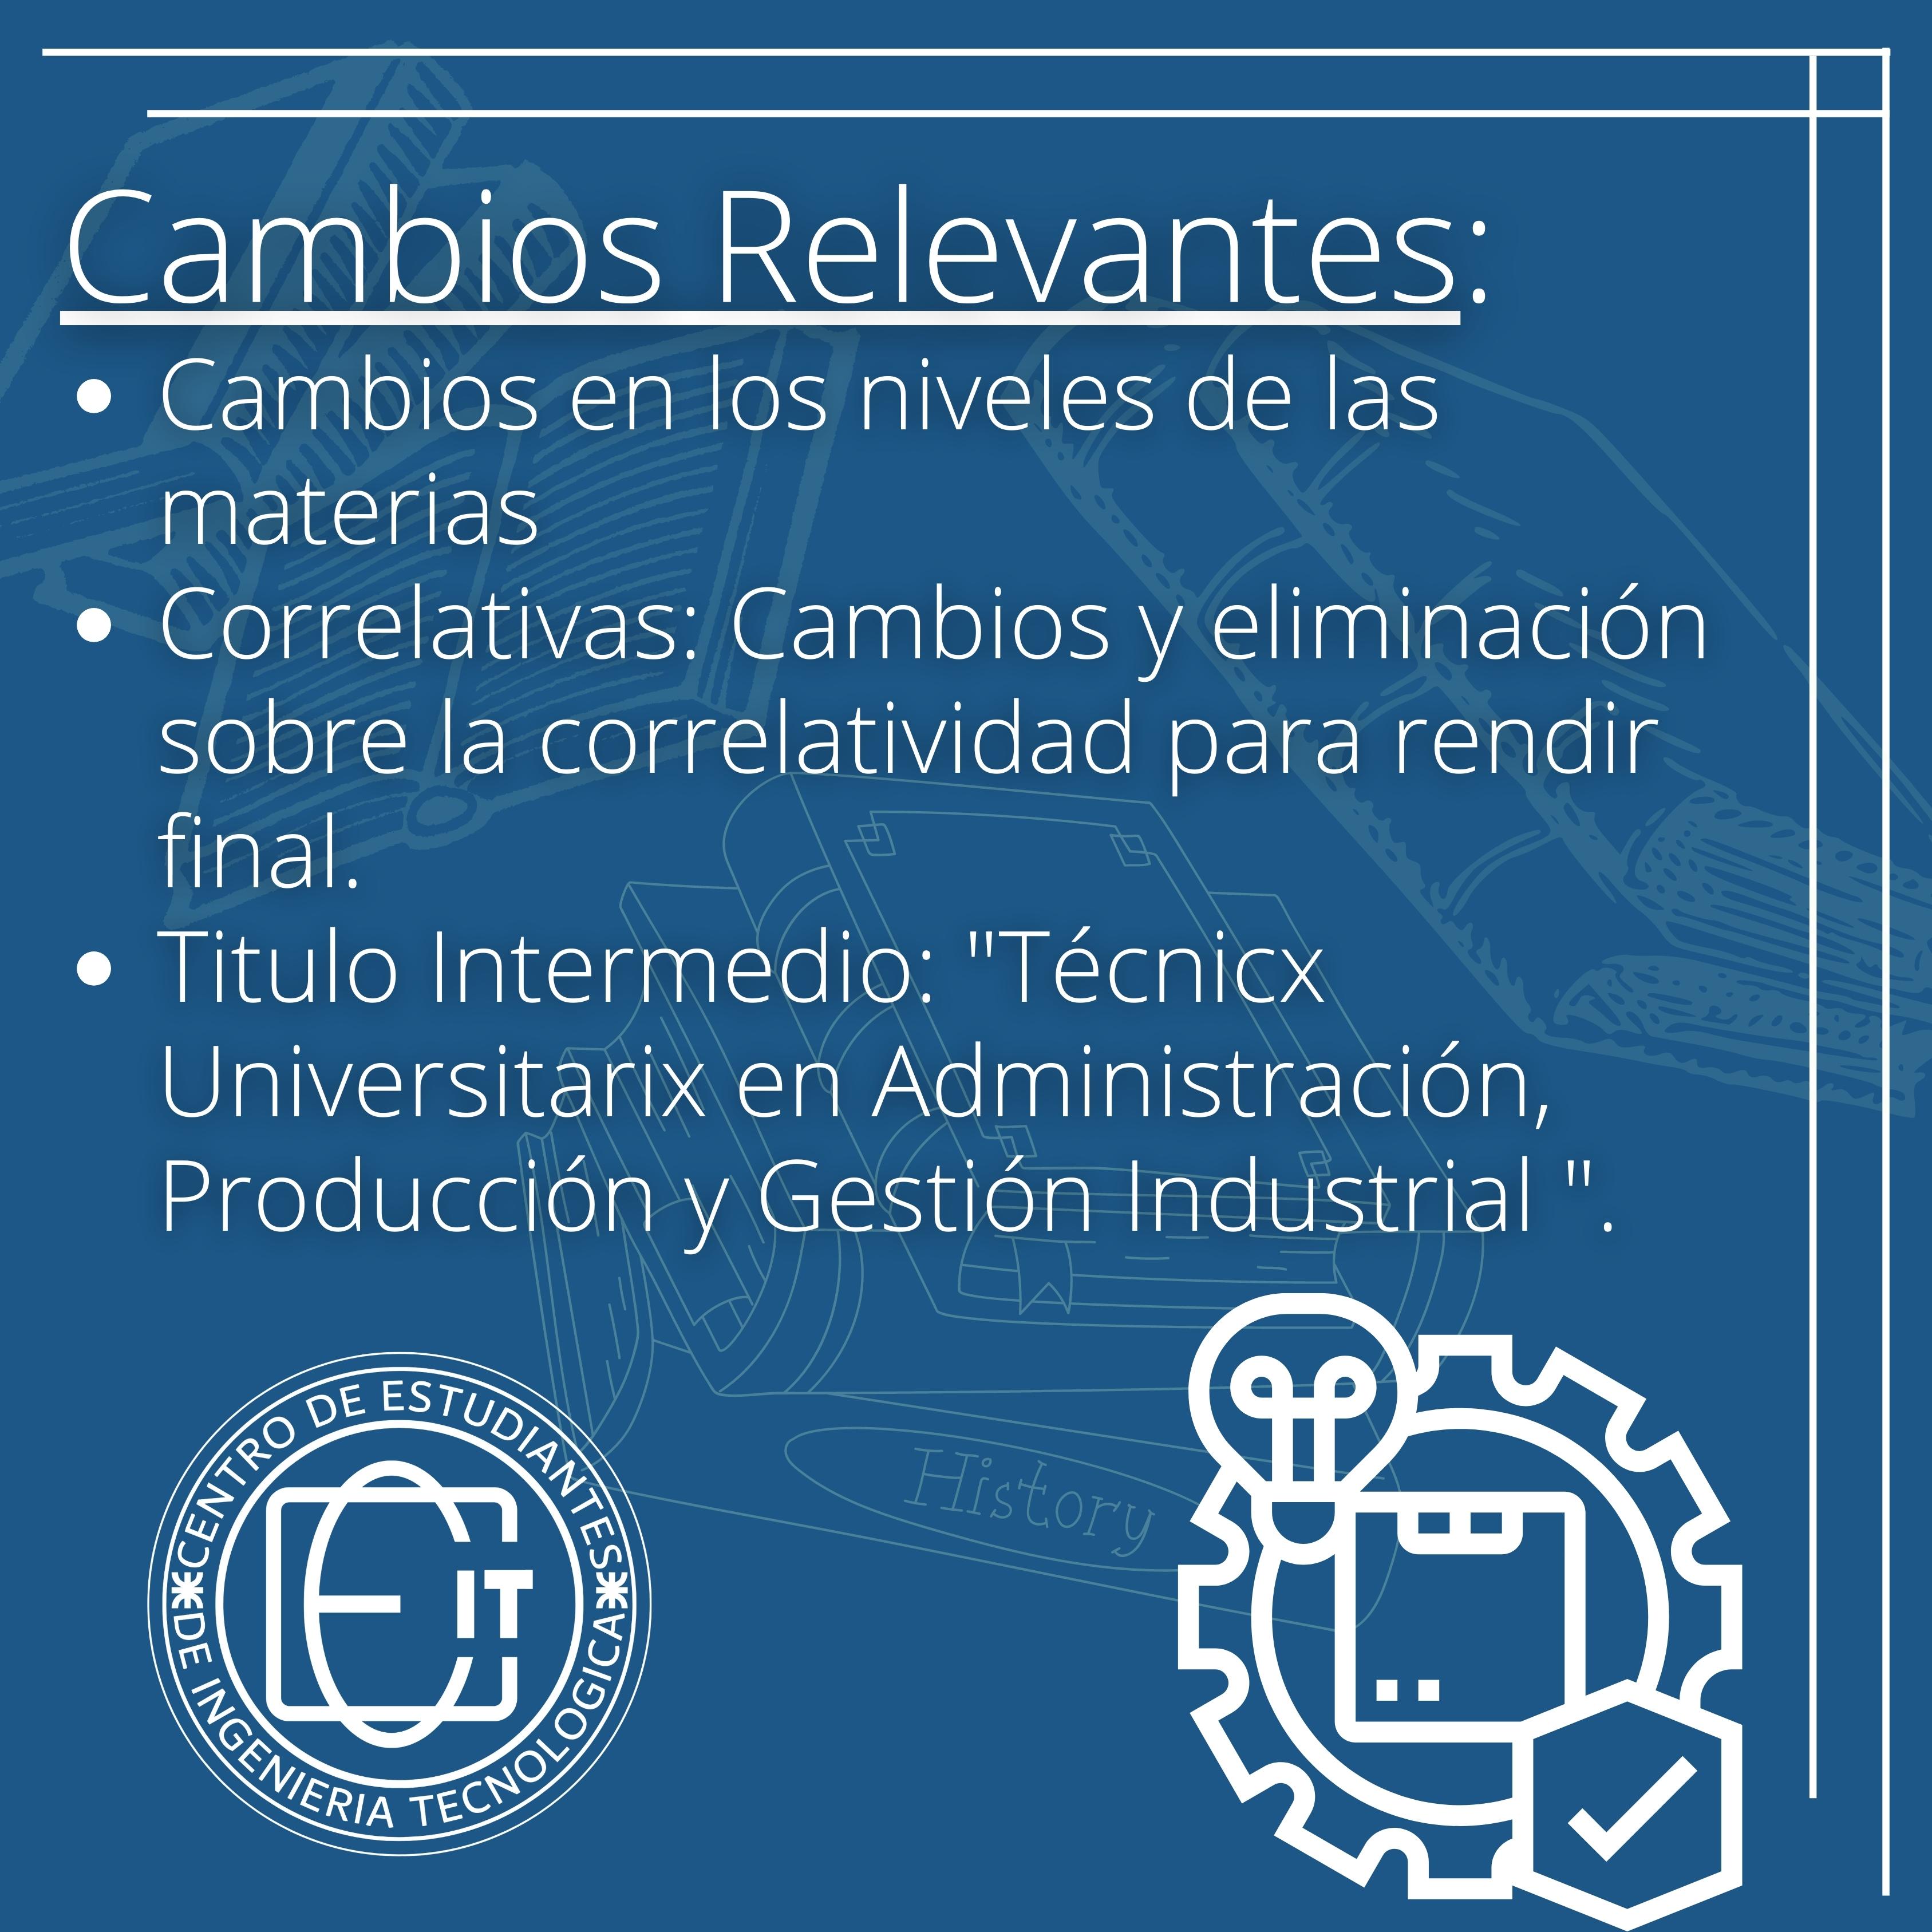 Cambios Relevantes:
• Cambios en los niveles de las
materias
• Correlativas: Cambios y eliminación
sobre la correlatividad para rendir
final.
• Titulo Intermedio: "Técnicx
Universitarix en Administración,
Producción y Gestión Industrial ".
History
CENTRO DE ESTUDIANTES
E IT
DE INGENIERIA TECNOLOGICA